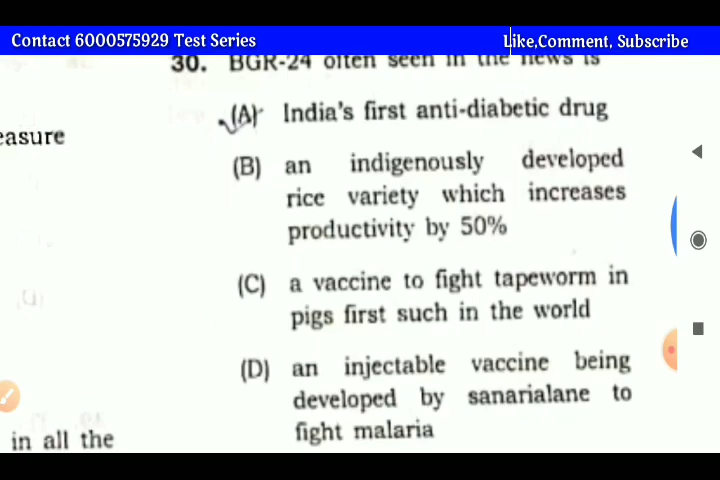 Contact 6000575929 Test Series
Like,Comment, Subscribe
30. BGR-24 often seen in the news is
(A) India's first anti-diabetic drug
easure
(B) an indigenously developed
rice variety which increases
productivity by 50%
(C) a vaccine to fight tapeworm in
pigs first such in the world
(D) an injectable vaccine being
developed by sanarialane to
fight malaria
in all the